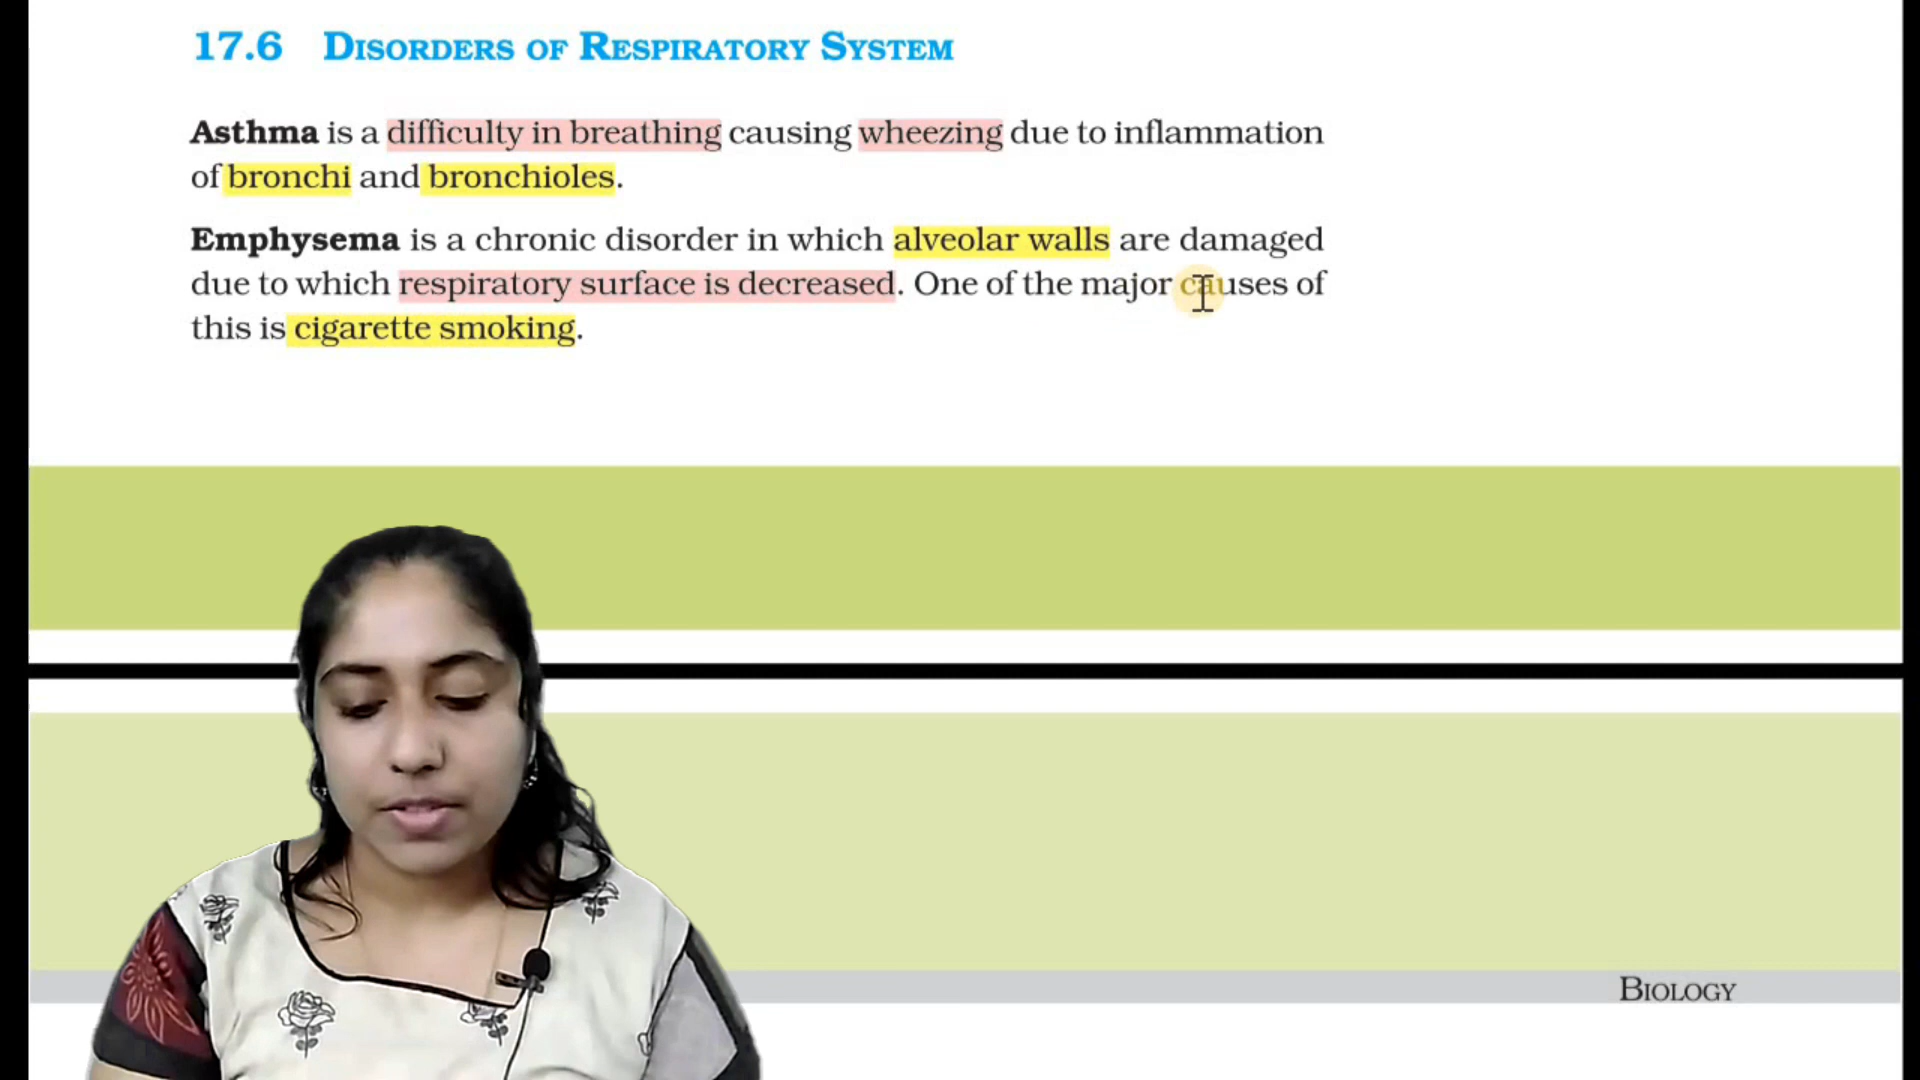 17.6 DISORDERS OF RESPIRATORY SYSTEM
Asthma is a difficulty in breathing causing wheezing due to inflammation
of bronchi and bronchioles.
Emphysema is a chronic disorder in which alveolar walls are damaged
due to which respiratory surface is decreased. One of the major causes of
this is cigarette smoking.
BIOLOGY